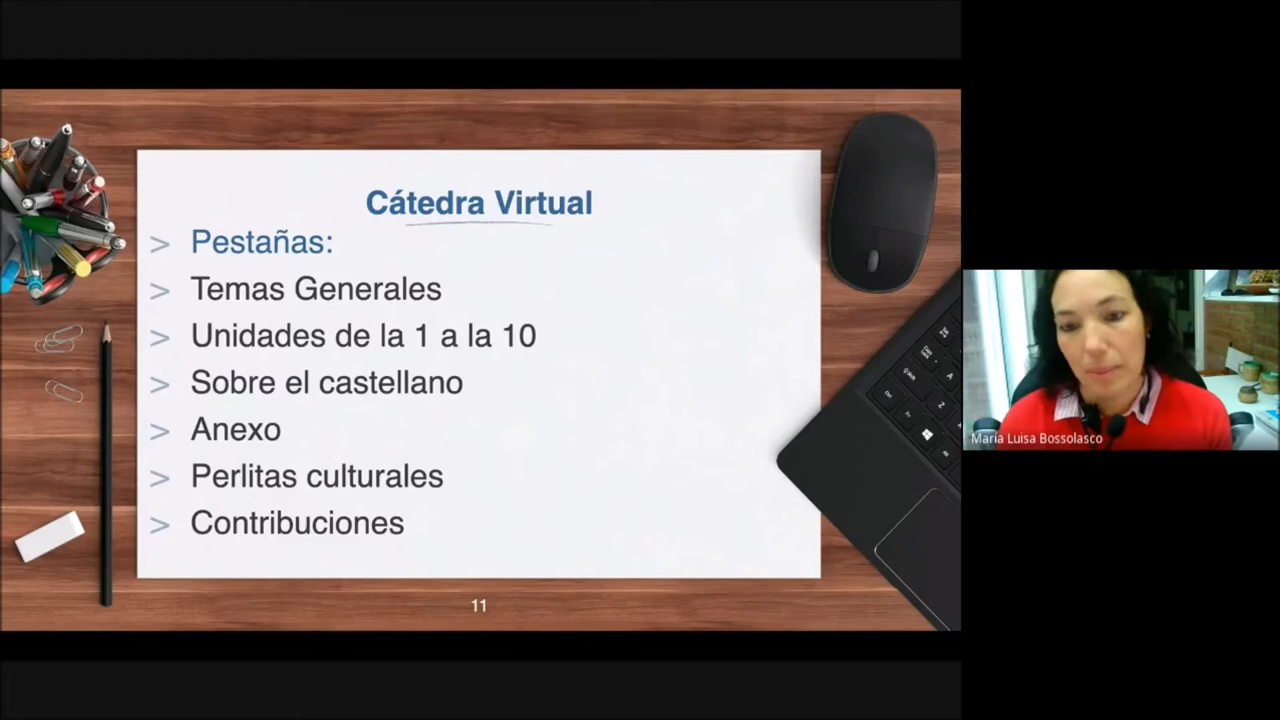 Cátedra Virtual
> Pestañas:
> Temas Generales
> Unidades de la 1 a la 10
> Sobre el castellano
> Anexo
> Perlitas culturales
> Contribuciones
11
María Luisa Bossolasco